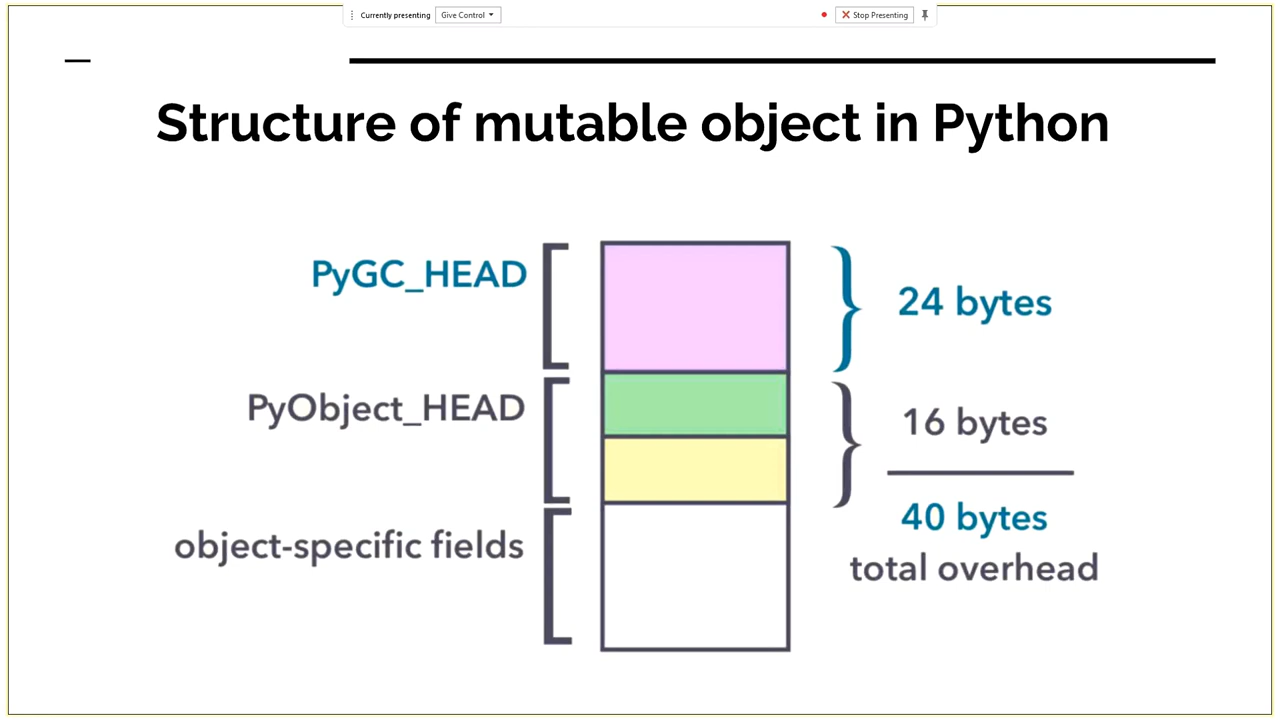 Currently presenting
Give Control
Stop Presenting
Structure of mutable object in Python
PyGC_HEAD
24 bytes
PyObject_HEAD
16 bytes
40 bytes
total overhead
object-specific fields